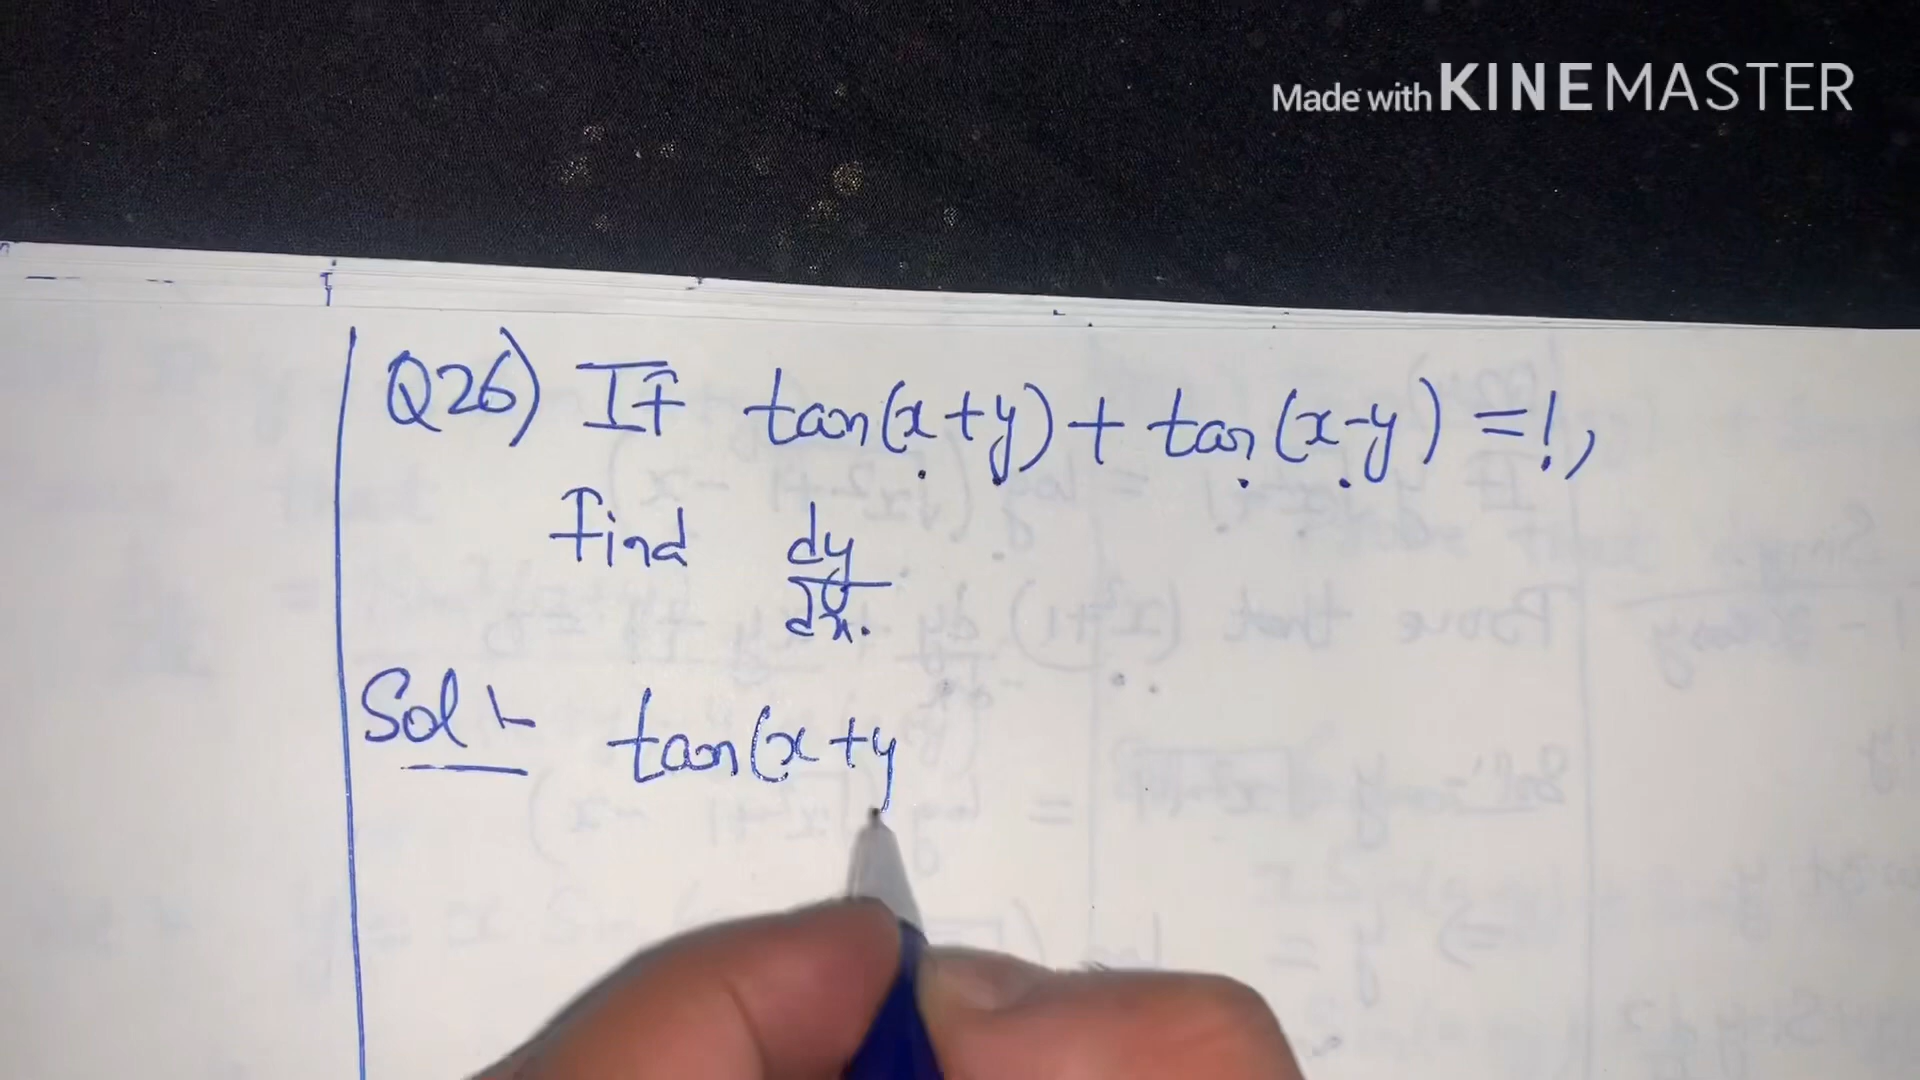 Made with KINEMASTER
Q26) If tan(x+y) + tan(x-y) = 1,
find dy
dx.
Sol :- tan(x+y